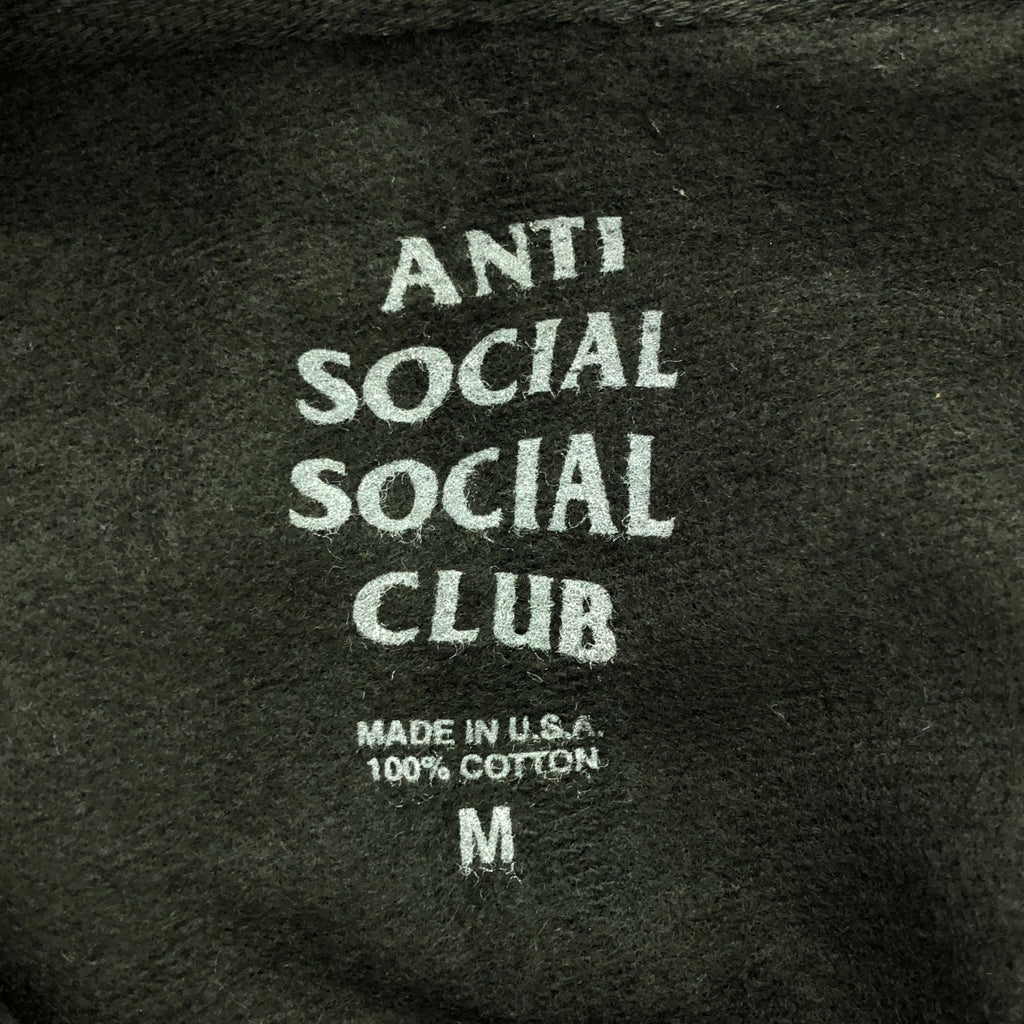 ANTI
SOCIAL
SOCIAL
CLUB
MADE IN U.S.A.
100% COTTON
M